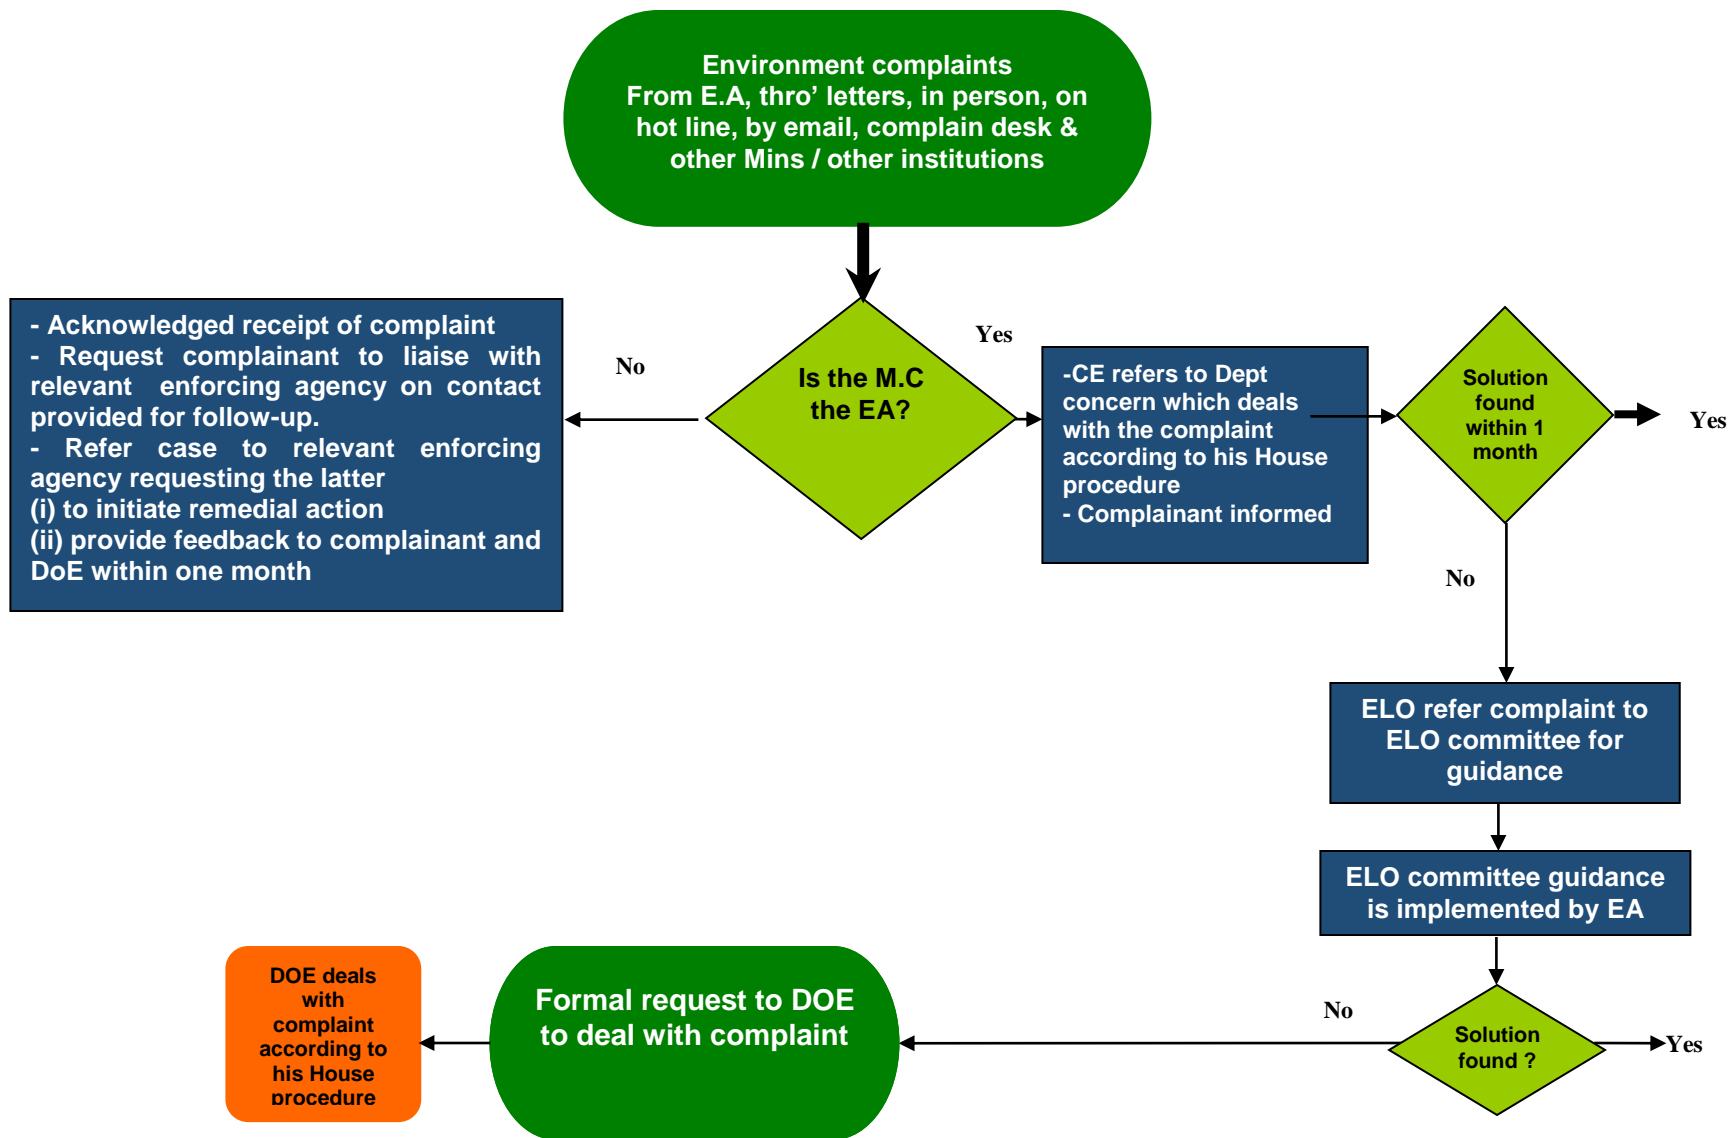 Environment complaints
From E.A, thro’ letters, in person, on
hot line, by email, complain desk &
other Mins / other institutions
- Acknowledged receipt of complaint
- Request complainant to liaise with
relevant enforcing agency on contact
provided for follow-up.
- Refer case to relevant enforcing
agency requesting the latter
(i) to initiate remedial action
(ii) provide feedback to complainant and
DoE within one month
No
Is the M.C
the EA?
Yes
-CE refers to Dept
concern which deals
with the complaint
according to his House
procedure
- Complainant informed
Solution
found
within 1
month
Yes
No
ELO refer complaint to
ELO committee for
guidance
ELO committee guidance
is implemented by EA
Solution
found ?
Yes
No
Formal request to DOE
to deal with complaint
DOE deals
with
complaint
according to
his House
procedure